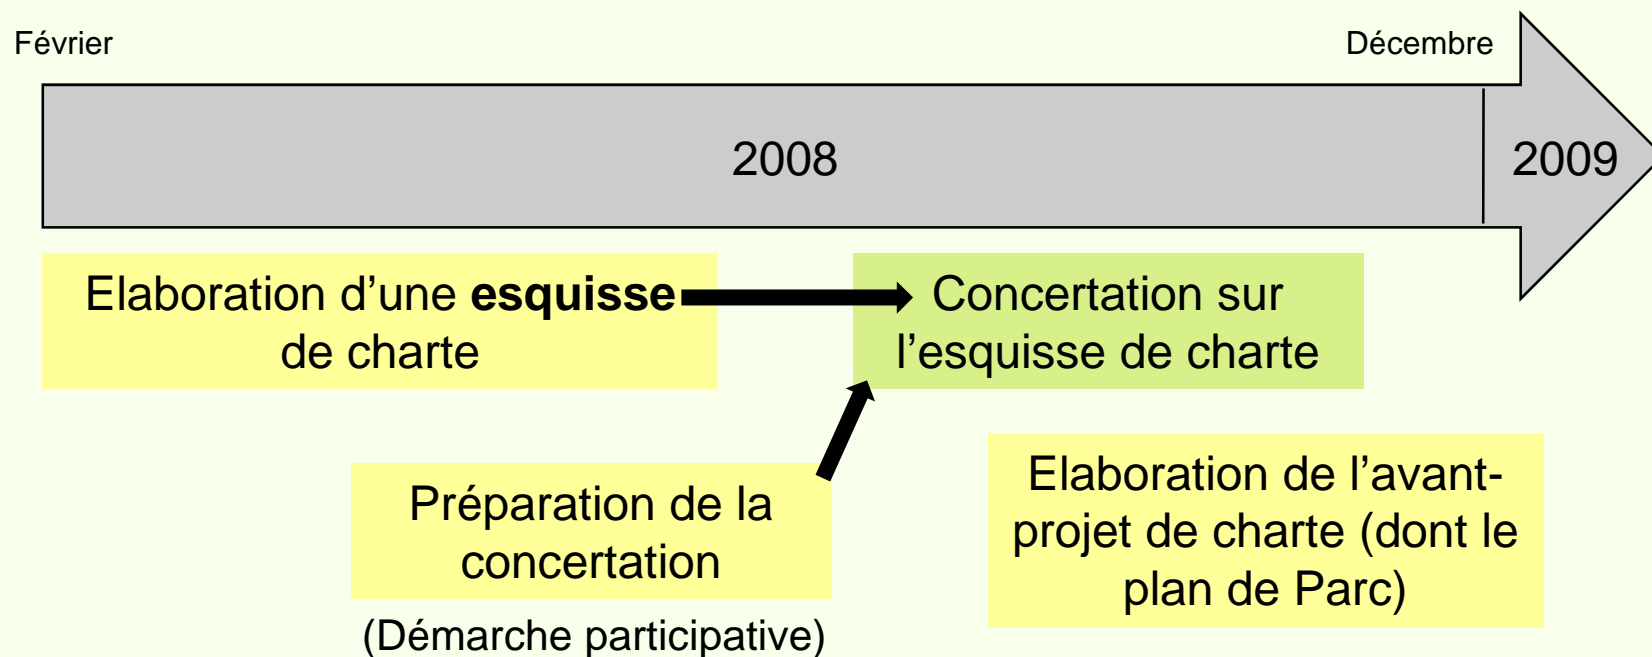 Février
Décembre
2008
2009
Elaboration d’une esquisse
de charte
Concertation sur
l’esquisse de charte
Préparation de la
concertation
(Démarche participative)
Elaboration de l’avant-
projet de charte (dont le
plan de Parc)